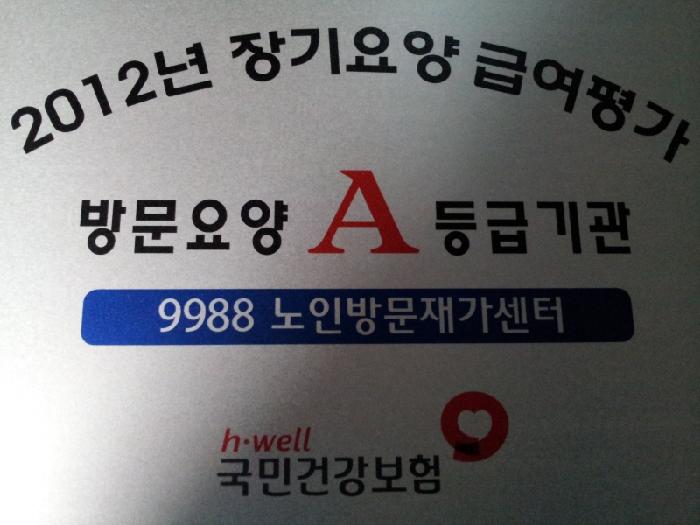 2012년 장기요양 급여평가
방문요양 A 등급기관
9988 노인방문재가센터
h·well
국민건강보험